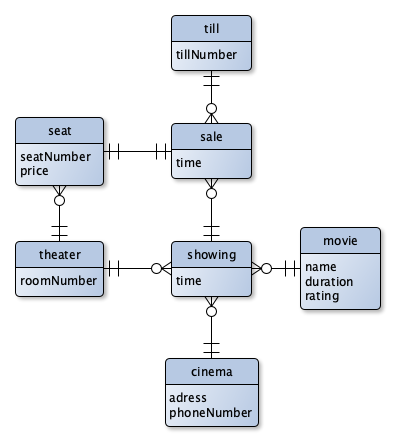 till
tillNumber
seat
seatNumber
price
sale
time
theater
roomNumber
showing
time
movie
name
duration
rating
cinema
adress
phoneNumber